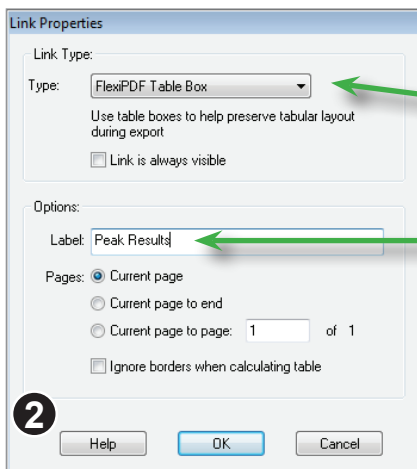 Link Properties
Link Type:
Type: FlexiPDF Table Box
Use table boxes to help preserve tabular layout
during export
Link is always visible
Options:
Label: Peak Results
Pages: Current page
Current page to end
Current page to page: 1 of 1
Ignore borders when calculating table
2
Help OK Cancel